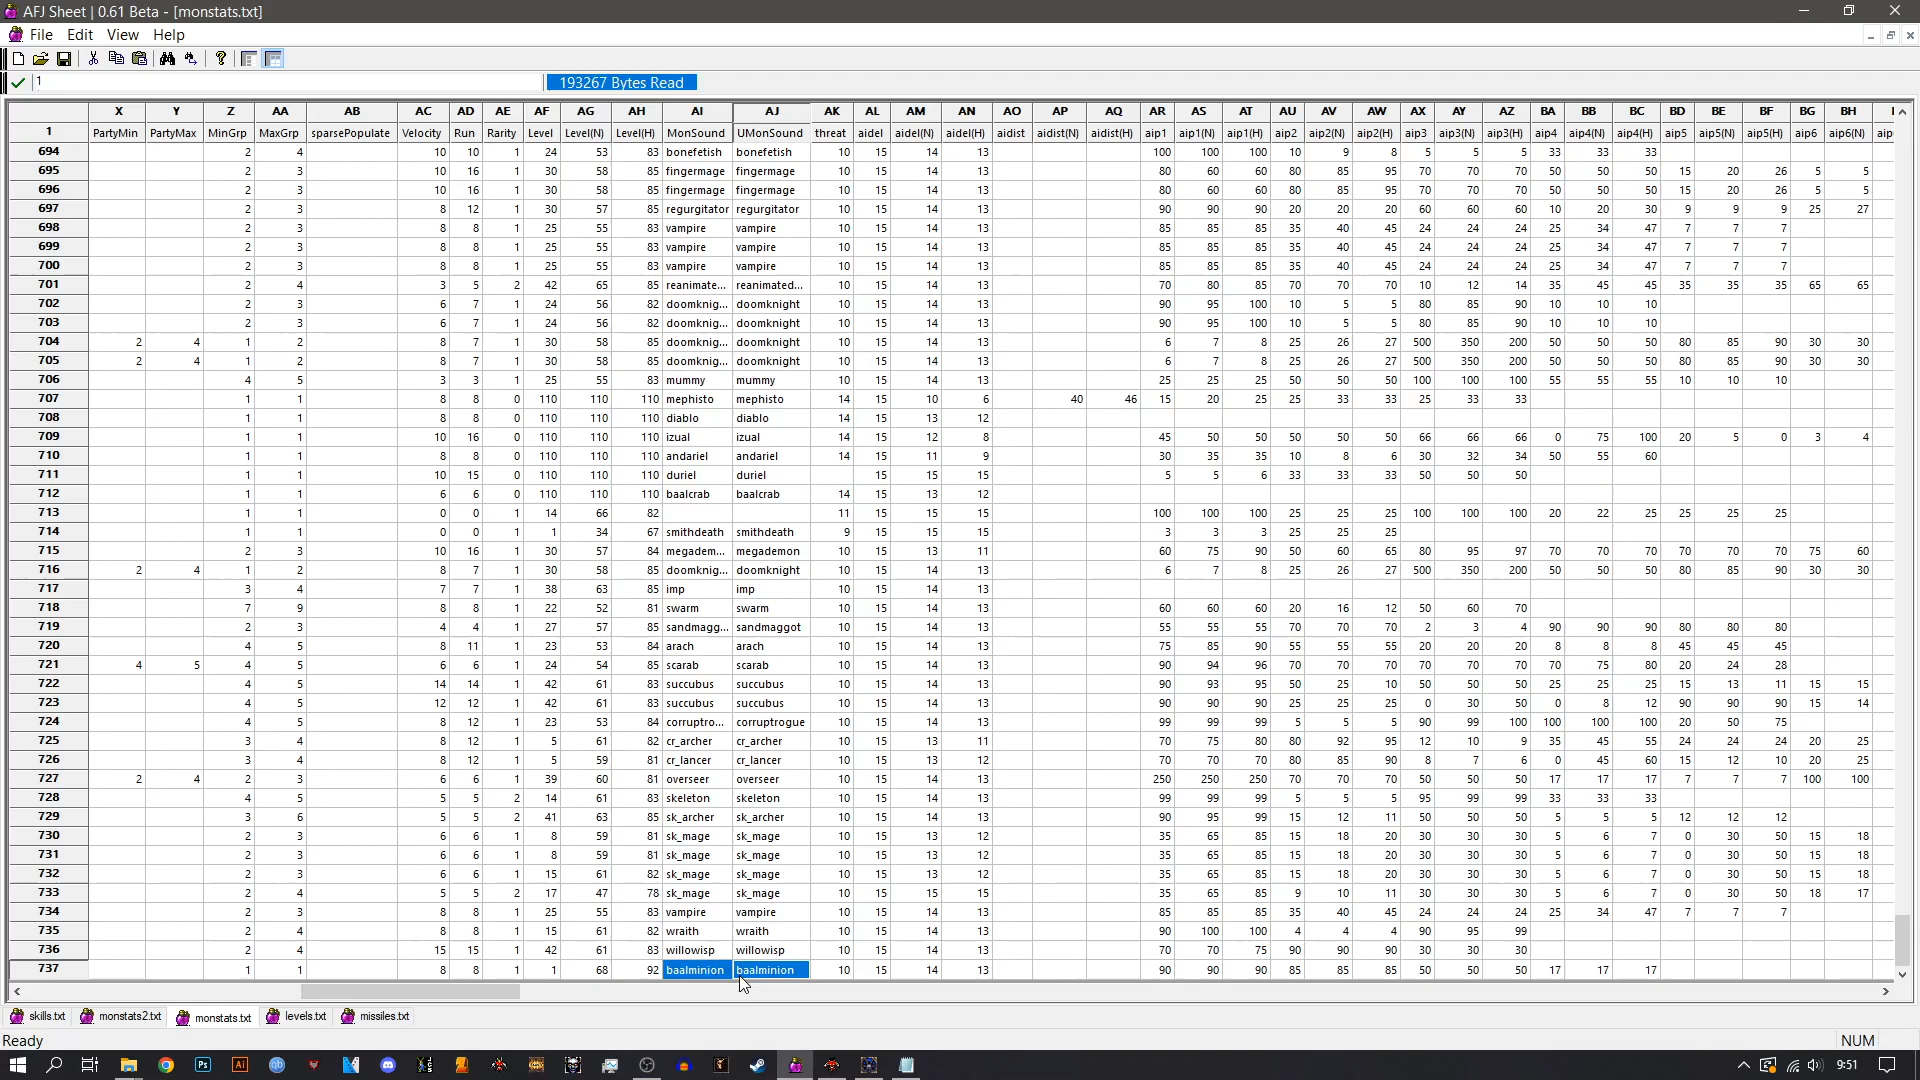 AFJ Sheet | 0.61 Beta - [monstats.txt]
File Edit View Help
1 193267 Bytes Read
X Y Z AA AB AC AD AE AF AG AH AI AJ AK AL AM AN AO AP AQ AR AS AT AU AV AW AX AY AZ BA BB BC BD BE BF BG BH
1 PartyMin PartyMax MinGrp MaxGrp sparsePopulate Velocity Run Rarity Level Level(N) Level(H) MonSound UMonSound threat aidel aidel(N) aidel(H) aidist aidist(N) aidist(H) aip1 aip1(N) aip1(H) aip2 aip2(N) aip2(H) aip3 aip3(N) aip3(H) aip4 aip4(N) aip4(H) aip5 aip5(N) aip5(H) aip6 aip6(N)
694 2 4 10 10 1 24 53 83 bonefetish bonefetish 10 15 14 13 100 100 100 10 9 8 5 5 5 33 33 33
695 2 3 10 16 1 30 58 85 fingermage fingermage 10 15 14 13 80 60 60 80 85 95 70 70 70 50 50 50 15 20 26 5 5
696 2 3 10 16 1 30 58 85 fingermage fingermage 10 15 14 13 80 60 60 80 85 95 70 70 70 50 50 50 15 20 26 5 5
697 2 3 8 12 1 30 57 85 regurgitator regurgitator 10 15 14 13 90 90 90 20 20 20 60 60 60 10 20 30 9 9 9 25 27
698 2 3 8 8 1 25 55 83 vampire vampire 10 15 14 13 85 85 85 35 40 45 24 24 24 25 34 47 7 7 7
699 2 3 8 8 1 25 55 83 vampire vampire 10 15 14 13 85 85 85 35 40 45 24 24 24 25 34 47 7 7 7
700 2 3 8 8 1 25 55 83 vampire vampire 10 15 14 13 85 85 85 35 40 45 24 24 24 25 34 47 7 7 7
701 2 4 3 5 2 42 65 85 reanimate... reanimated... 10 15 14 13 70 80 85 70 70 70 10 12 14 35 45 45 35 35 35 65 65
702 2 3 6 7 1 24 56 82 doomknig... doomknight 10 15 14 13 90 95 100 10 5 5 80 85 90 10 10 10
703 2 3 6 7 1 24 56 82 doomknig... doomknight 10 15 14 13 90 95 100 10 5 5 80 85 90 10 10 10
704 2 4 1 2 8 7 1 30 58 85 doomknig... doomknight 10 15 14 13 6 7 8 25 26 27 500 350 200 50 50 50 80 85 90 30 30
705 2 4 1 2 8 7 1 30 58 85 doomknig... doomknight 10 15 14 13 6 7 8 25 26 27 500 350 200 50 50 50 80 85 90 30 30
706 4 5 3 3 1 25 55 83 mummy mummy 10 15 14 13 25 25 25 50 50 50 100 100 100 55 55 55 10 10 10
707 1 1 8 8 0 110 110 110 mephisto mephisto 14 15 10 6 40 46 15 20 25 25 33 33 25 33 33
708 1 1 8 8 0 110 110 110 diablo diablo 14 15 13 12
709 1 1 10 16 0 110 110 110 izual izual 14 15 12 8 45 50 50 50 50 50 66 66 66 0 75 100 20 5 0 3 4
710 1 1 8 8 0 110 110 110 andariel andariel 14 15 11 9 30 35 35 10 8 6 30 32 34 50 55 60
711 1 1 10 15 0 110 110 110 duriel duriel 15 15 15 5 5 6 33 33 33 50 50 50
712 1 1 6 6 0 110 110 110 baalcrab baalcrab 14 15 13 12
713 1 1 0 0 1 14 66 82 11 15 15 15 100 100 100 25 25 25 100 100 100 20 22 25 25 25 25
714 1 1 0 0 1 1 34 67 smithdeath smithdeath 9 15 15 15 3 3 3 25 25 25
715 2 3 10 16 1 30 57 84 megadem... megademon 10 15 13 11 60 75 90 50 60 65 80 95 97 70 70 70 70 70 70 75 60
716 2 4 1 2 8 7 1 30 58 85 doomknig... doomknight 10 15 14 13 6 7 8 25 26 27 500 350 200 50 50 50 80 85 90 30 30
717 3 4 7 7 1 38 63 85 imp imp 10 15 14 13
718 7 9 8 8 1 22 52 81 swarm swarm 10 15 14 13 60 60 60 20 16 12 50 60 70
719 2 3 4 4 1 27 57 85 sandmagg... sandmaggot 10 15 14 13 55 55 55 70 70 70 2 3 4 90 90 90 80 80 80
720 4 5 8 11 1 23 53 84 arach arach 10 15 14 13 75 85 90 55 55 55 20 20 20 8 8 8 45 45 45
721 4 5 4 5 6 6 1 24 54 85 scarab scarab 10 15 14 13 90 94 96 70 70 70 70 70 70 70 75 80 20 24 28
722 4 5 14 14 1 42 61 83 succubus succubus 10 15 14 13 90 93 95 50 25 10 50 50 50 25 25 25 15 13 11 15 15
723 4 5 12 12 1 42 61 83 succubus succubus 10 15 14 13 90 90 90 25 25 25 0 30 50 0 8 12 90 90 90 15 14
724 4 5 8 12 1 23 53 84 corruptro... corruptrogue 10 15 14 13 99 99 99 5 5 5 90 99 100 100 100 100 20 50 75
725 3 4 8 12 1 5 61 82 cr_archer cr_archer 10 15 13 11 70 75 80 80 92 95 12 10 9 35 45 55 24 24 24 20 25
726 3 4 8 12 1 5 59 81 cr_lancer cr_lancer 10 15 13 12 70 70 70 80 85 90 8 7 6 0 45 60 15 12 10 20 25
727 2 4 2 3 6 6 1 39 60 81 overseer overseer 10 15 14 13 250 250 250 70 70 70 50 50 50 17 17 17 7 7 7 100 100
728 4 5 5 5 2 14 61 83 skeleton skeleton 10 15 14 13 99 99 99 5 5 5 95 99 99 33 33 33
729 3 6 5 5 2 41 63 85 sk_archer sk_archer 10 15 14 13 90 95 99 15 12 11 50 50 50 5 5 5 12 12 12
730 2 3 6 6 1 8 59 81 sk_mage sk_mage 10 15 13 12 35 65 85 15 18 20 30 30 30 5 6 7 0 30 50 15 18
731 2 3 6 6 1 8 59 81 sk_mage sk_mage 10 15 13 12 35 65 85 15 18 20 30 30 30 5 6 7 0 30 50 15 18
732 2 3 6 6 1 15 61 82 sk_mage sk_mage 10 15 13 12 35 65 85 15 18 20 30 30 30 5 6 7 0 30 50 15 18
733 2 4 5 5 2 17 47 78 sk_mage sk_mage 10 15 15 15 35 65 85 9 10 11 30 30 30 5 6 7 0 30 50 18 17
734 2 3 8 8 1 25 55 83 vampire vampire 10 15 14 13 85 85 85 35 40 45 24 24 24 25 34 47 7 7 7
735 2 4 8 8 1 15 61 82 wraith wraith 10 15 14 13 90 100 100 4 4 4 90 95 99
736 2 4 15 15 1 42 61 83 willowisp willowisp 10 15 14 13 70 70 75 90 90 90 30 30 30
737 1 1 8 8 1 1 68 92 baalminion baalminion 10 15 14 13 90 90 90 85 85 85 50 50 50 17 17 17
skills.txt monstats2.txt monstats.txt levels.txt missiles.txt
Ready NUM
9:51